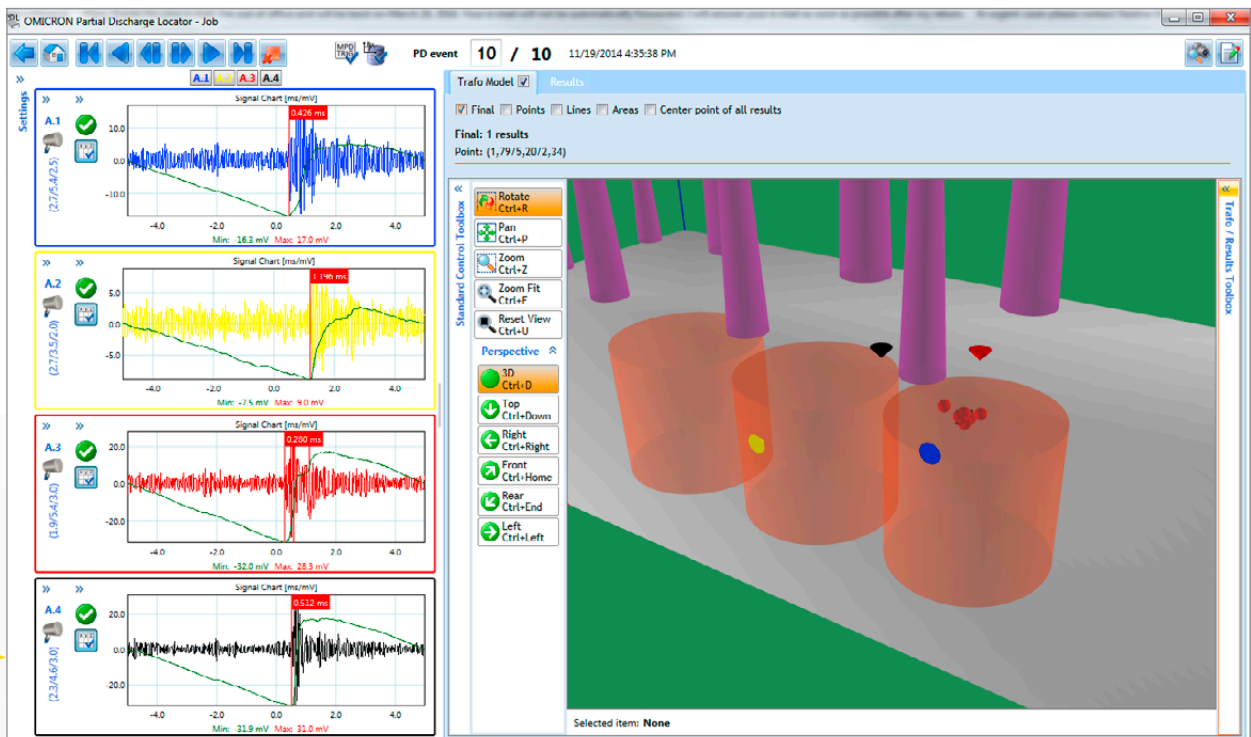 OMICRON Partial Discharge Locator - Job
PD event 10 / 10 11/19/2014 4:35:38 PM
A.1 A.3 A.4
Settings
A.1
(2.7/5.4/2.5)
Signal Chart [ms/mV]
0.426 ms
10.0
0.0
-10.0
-4.0 -2.0 0.0 2.0 4.0
Min: -16.3 mV Max: 17.0 mV
A.2
(2.7/3.5/2.0)
Signal Chart [ms/mV]
1.196 ms
5.0
0.0
-5.0
-4.0 -2.0 0.0 2.0 4.0
Min: -7.5 mV Max: 9.0 mV
A.3
(1.9/5.4/3.0)
Signal Chart [ms/mV]
0.280 ms
20.0
0.0
-20.0
-4.0 -2.0 0.0 2.0 4.0
Min: -32.0 mV Max: 28.3 mV
A.4
(2.3/4.6/3.0)
Signal Chart [ms/mV]
0.512 ms
20.0
0.0
-20.0
-4.0 -2.0 0.0 2.0 4.0
Min: -31.9 mV Max: 31.0 mV
Trafo Model Results
Final Points Lines Areas Center point of all results
Final: 1 results
Point: (1,79/5,20/2,34)
Standard Control Toolbox
Rotate
Ctrl+R
Pan
Ctrl+P
Zoom
Ctrl+Z
Zoom Fit
Ctrl+F
Reset View
Ctrl+U
Perspective
3D
Ctrl+D
Top
Ctrl+Down
Right
Ctrl+Right
Front
Ctrl+Home
Rear
Ctrl+End
Left
Ctrl+Left
Trafo / Results Toolbox
Selected item: None